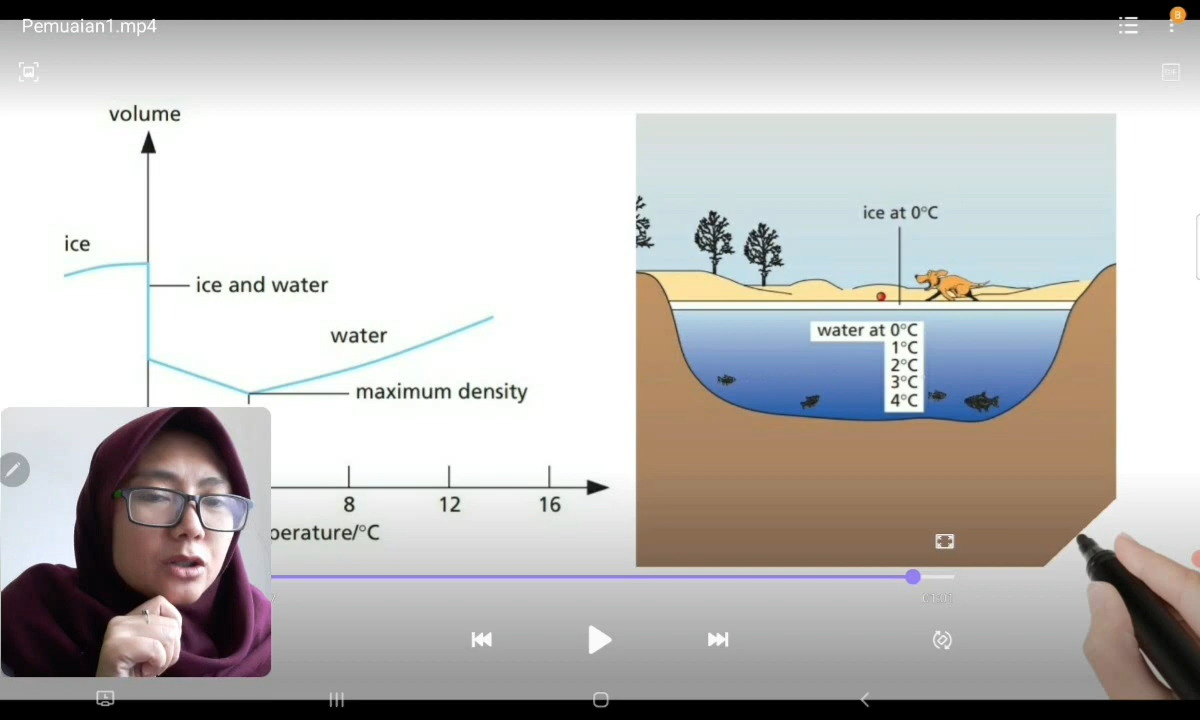 Pemuaian1.mp4
B
volume
ice
ice and water
water
maximum density
8 12 16
perature/°C
ice at 0°C
water at 0°C
1°C
2°C
3°C
4°C